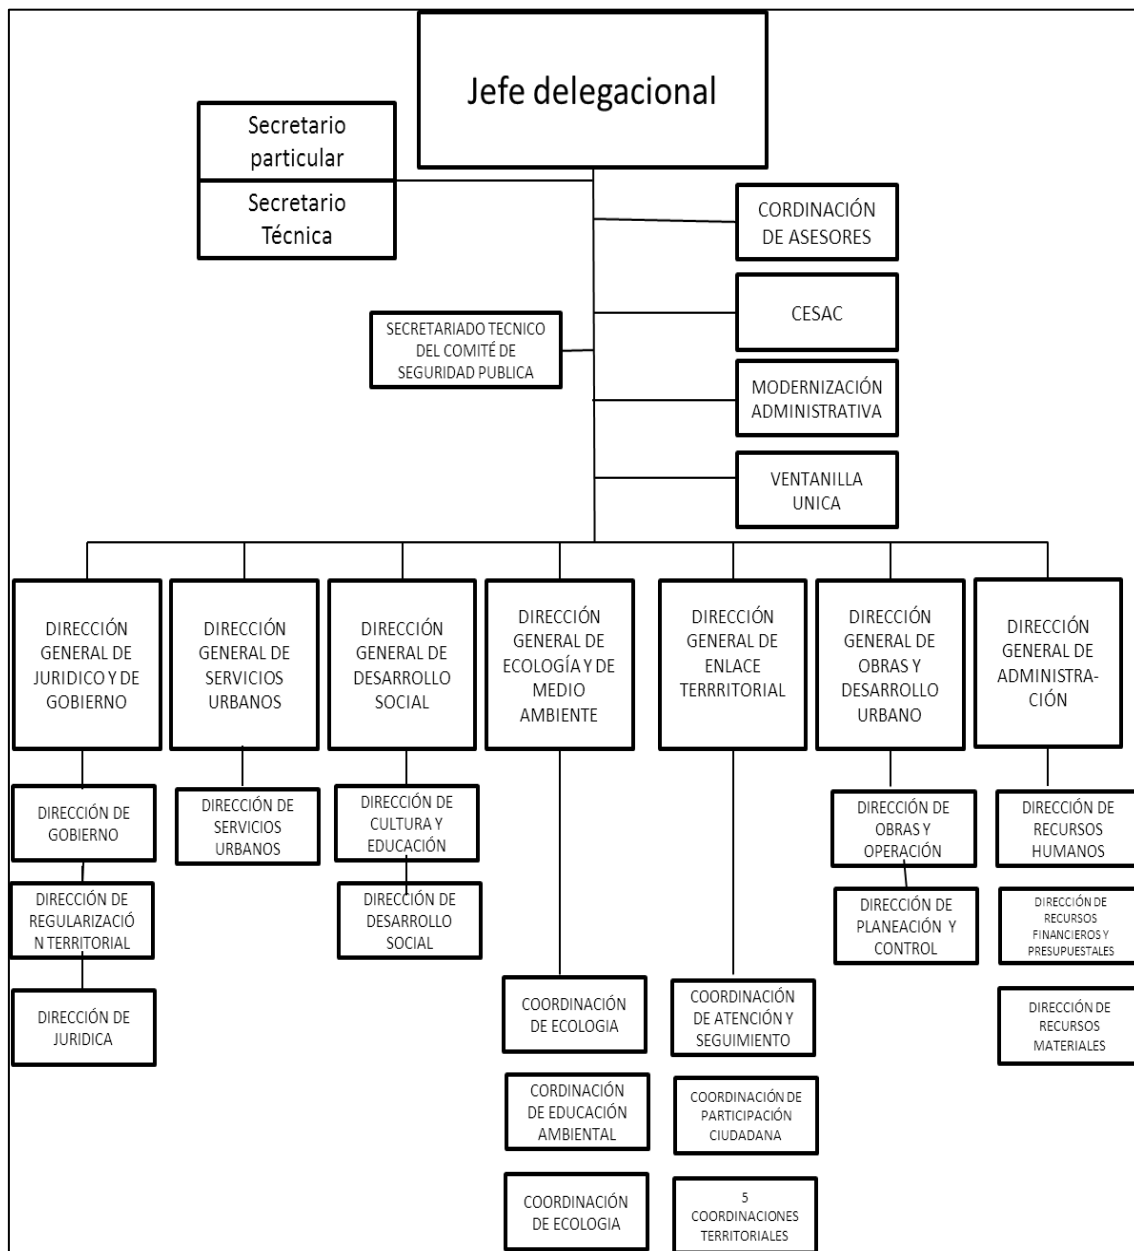 Jefe delegacional
Secretario
particular
Secretario
Técnica
CORDINACIÓN
DE ASESORES
CESAC
SECRETARIADO TECNICO
DEL COMITÉ DE
SEGURIDAD PUBLICA
MODERNIZACIÓN
ADMINISTRATIVA
VENTANILLA
UNICA
DIRECCIÓN
GENERAL DE
JURIDICO Y DE
GOBIERNO
DIRECCIÓN
GENERAL DE
SERVICIOS
URBANOS
DIRECCIÓN
GENERAL DE
DESARROLLO
SOCIAL
DIRECCIÓN
GENERAL DE
ECOLOGÍA Y DE
MEDIO
AMBIENTE
DIRECCIÓN
GENERAL DE
ENLACE
TERRRITORIAL
DIRECCIÓN
GENERAL DE
OBRAS Y
DESARROLLO
URBANO
DIRECCIÓN
GENERAL DE
ADMINISTRA-
CIÓN
DIRECCIÓN DE
GOBIERNO
DIRECCIÓN DE
REGULARIZACIÓ
N TERRITORIAL
DIRECCIÓN DE
JURIDICA
DIRECCIÓN DE
SERVICIOS
URBANOS
DIRECCIÓN DE
CULTURA Y
EDUCACIÓN
DIRECCIÓN DE
DESARROLLO
SOCIAL
COORDINACIÓN
DE ECOLOGIA
CORDINACIÓN
DE EDUCACIÓN
AMBIENTAL
COORDINACIÓN
DE ECOLOGIA
COORDINACIÓN
DE ATENCIÓN Y
SEGUIMIENTO
COORDINACIÓN DE
PARTICIPACIÓN
CIUDADANA
5
COORDINACIONES
TERRITORIALES
DIRECCIÓN DE
OBRAS Y
OPERACIÓN
DIRECCIÓN DE
PLANEACIÓN Y
CONTROL
DIRECCIÓN DE
RECURSOS
HUMANOS
DIRECCIÓN DE
RECURSOS
FINANCIEROS Y
PRESUPUESTALES
DIRECCIÓN DE
RECURSOS
MATERIALES